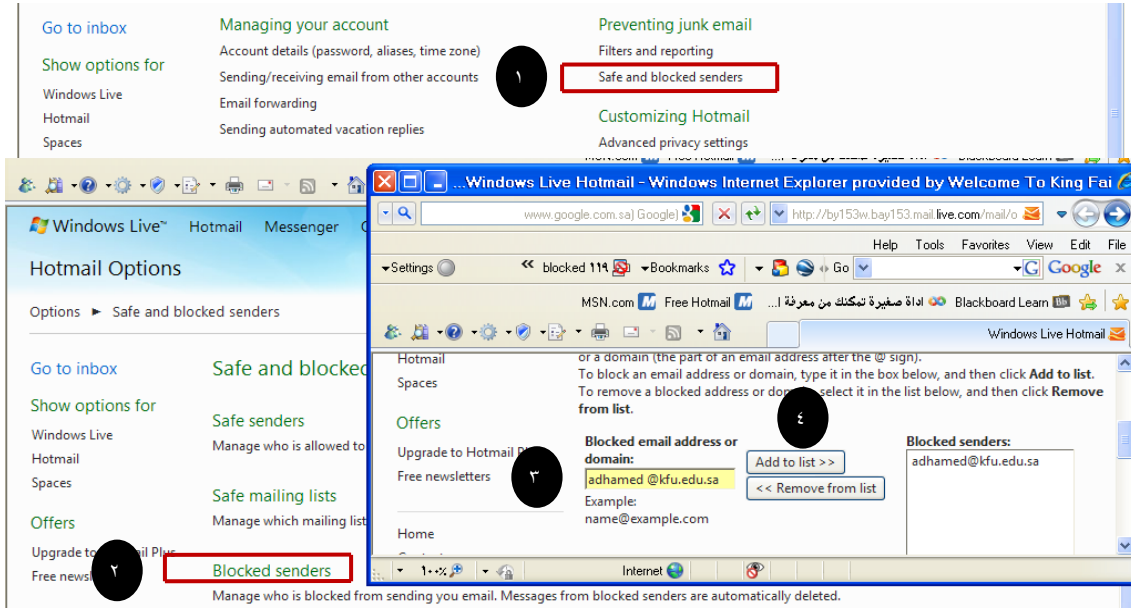 Go to inbox
Show options for
Windows Live
Hotmail
Spaces
Managing your account
Account details (password, aliases, time zone)
Sending/receiving email from other accounts
Email forwarding
Sending automated vacation replies
١
Preventing junk email
Filters and reporting
Safe and blocked senders
Customizing Hotmail
Advanced privacy settings
Windows Live™ Hotmail Messenger
Hotmail Options
Options ► Safe and blocked senders
Go to inbox
Show options for
Windows Live
Hotmail
Spaces
Offers
Upgrade to Hotmail Plus
Free
٢
Safe and blocked
Safe senders
Manage who is allowed to
Safe mailing lists
Manage which mailing list
Blocked senders
Manage who is blocked from sending you email. Messages from blocked senders are automatically deleted.
...Windows Live Hotmail - Windows Internet Explorer provided by Welcome To King Fai
www.google.com.sa) Google)
http://by153w.bay153.mail.live.com/mail/o
Help Tools Favorites View Edit File
Settings
blocked ١١٩
Bookmarks
Go
Google
MSN.com Free Hotmail اداة صغيرة تمكنك من معرفة ا... Blackboard Learn
Windows Live Hotmail
Hotmail
Spaces
Offers
Upgrade to Hotmail
Free newsletters
Home
٣
or a domain (the part of an email address after the @ sign).
To block an email address or domain, type it in the box below, and then click Add to list.
To remove a blocked address or domain, select it in the list below, and then click Remove
from list.
٤
Blocked email address or
domain:
adhamed @kfu.edu.sa
Example:
name@example.com
Add to list >>
<< Remove from list
Blocked senders:
adhamed@kfu.edu.sa
١٠٠٪
Internet